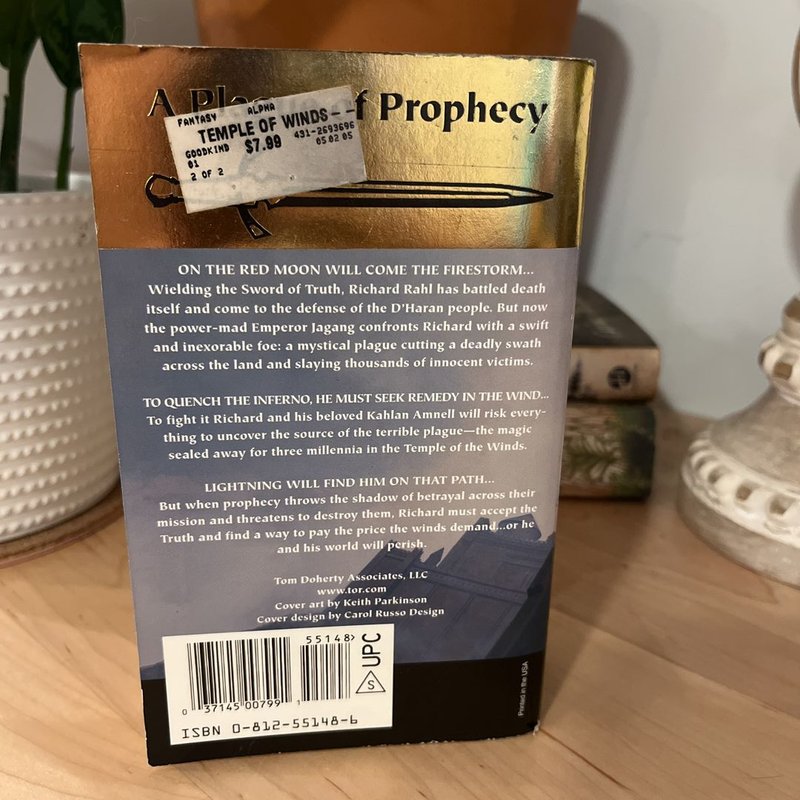 A Pla of Prophecy
FANTASY ALPHA
TEMPLE OF WINDS--
GOODKIND $7.99 431-2693696
01 05 02 05
2 OF 2
ON THE RED MOON WILL COME THE FIRESTORM...
Wielding the Sword of Truth, Richard Rahl has battled death
itself and come to the defense of the D'Haran people. But now
the power-mad Emperor Jagang confronts Richard with a swift
and inexorable foe: a mystical plague cutting a deadly swath
across the land and slaying thousands of innocent victims.
TO QUENCH THE INFERNO, HE MUST SEEK REMEDY IN THE WIND...
To fight it Richard and his beloved Kahlan Amnell will risk every-
thing to uncover the source of the terrible plague—the magic
sealed away for three millennia in the Temple of the Winds.
LIGHTNING WILL FIND HIM ON THAT PATH...
But when prophecy throws the shadow of betrayal across their
mission and threatens to destroy them, Richard must accept the
Truth and find a way to pay the price the winds demand...or he
and his world will perish.
Tom Doherty Associates, LLC
www.tor.com
Cover art by Keith Parkinson
Cover design by Carol Russo Design
55148>
UPC
S
0 37145 00799 1
ISBN 0-812-55148-6
Printed in the USA